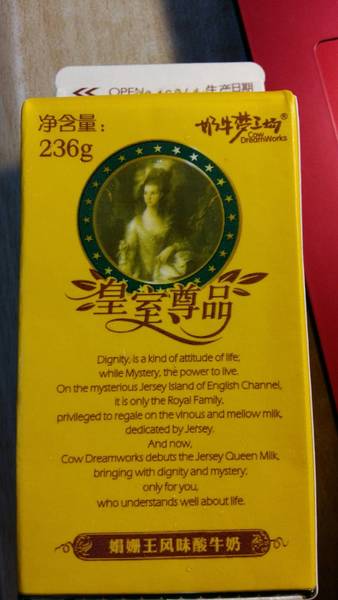 OPEN
生产日期
净含量：
236g
奶牛梦工场®
Cow
DreamWorks
皇室尊品
Dignity, is a kind of attitude of life;
while Mystery, the power to live.
On the mysterious Jersey Island of English Channel,
it is only the Royal Family,
privileged to regale on the vinous and mellow milk,
dedicated by Jersey.
And now,
Cow Dreamworks debuts the Jersey Queen Milk,
bringing with dignity and mystery;
only for you,
who understands well about life.
娟姗王风味酸牛奶